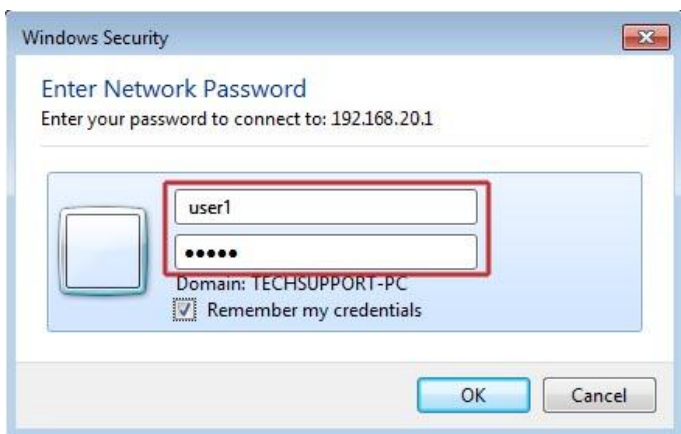 Windows Security
Enter Network Password
Enter your password to connect to: 192.168.20.1
user1
•••••
Domain: TECHSUPPORT-PC
Remember my credentials
OK
Cancel